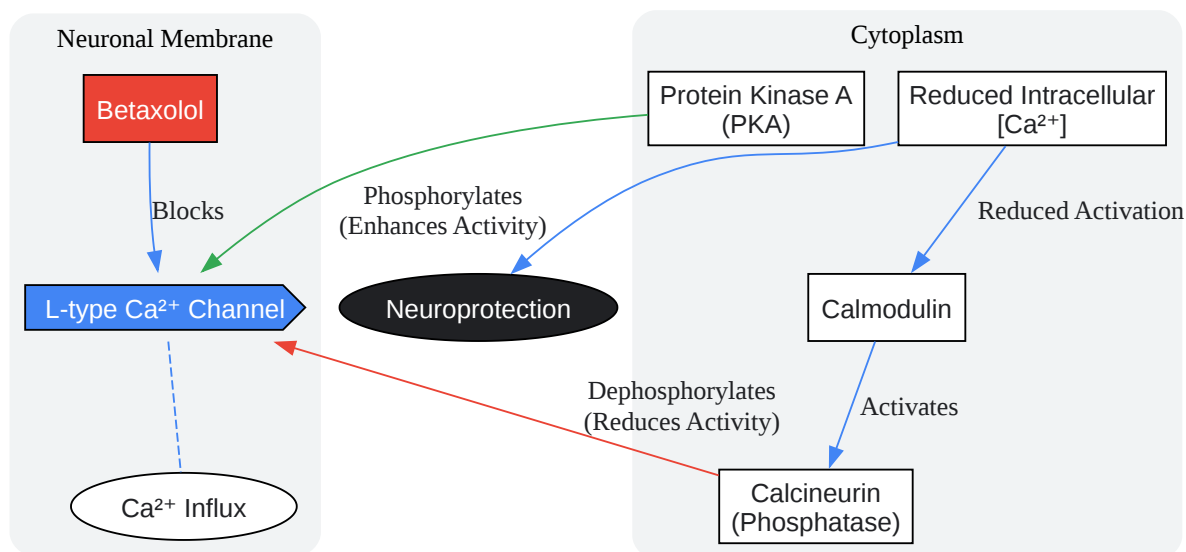 Neuronal Membrane
Cytoplasm
Betaxolol
Protein Kinase A
(PKA)
Reduced Intracellular
[Ca²⁺]
Blocks
Phosphorylates
(Enhances Activity)
Reduced Activation
L-type Ca²⁺ Channel
Neuroprotection
Calmodulin
Dephosphorylates
(Reduces Activity)
Activates
Ca²⁺ Influx
Calcineurin
(Phosphatase)